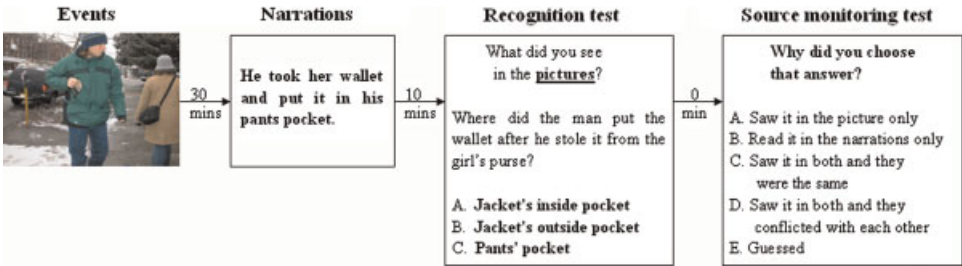 Events
Narrations
Recognition test
Source monitoring test
He took her wallet
and put it in his
pants pocket.
30
mins
10
mins
What did you see
in the pictures?
Where did the man put the
wallet after he stole it from the
girl's purse?
A. Jacket's inside pocket
B. Jacket's outside pocket
C. Pants' pocket
0
min
Why did you choose
that answer?
A. Saw it in the picture only
B. Read it in the narrations only
C. Saw it in both and they
were the same
D. Saw it in both and they
conflicted with each other
E. Guessed